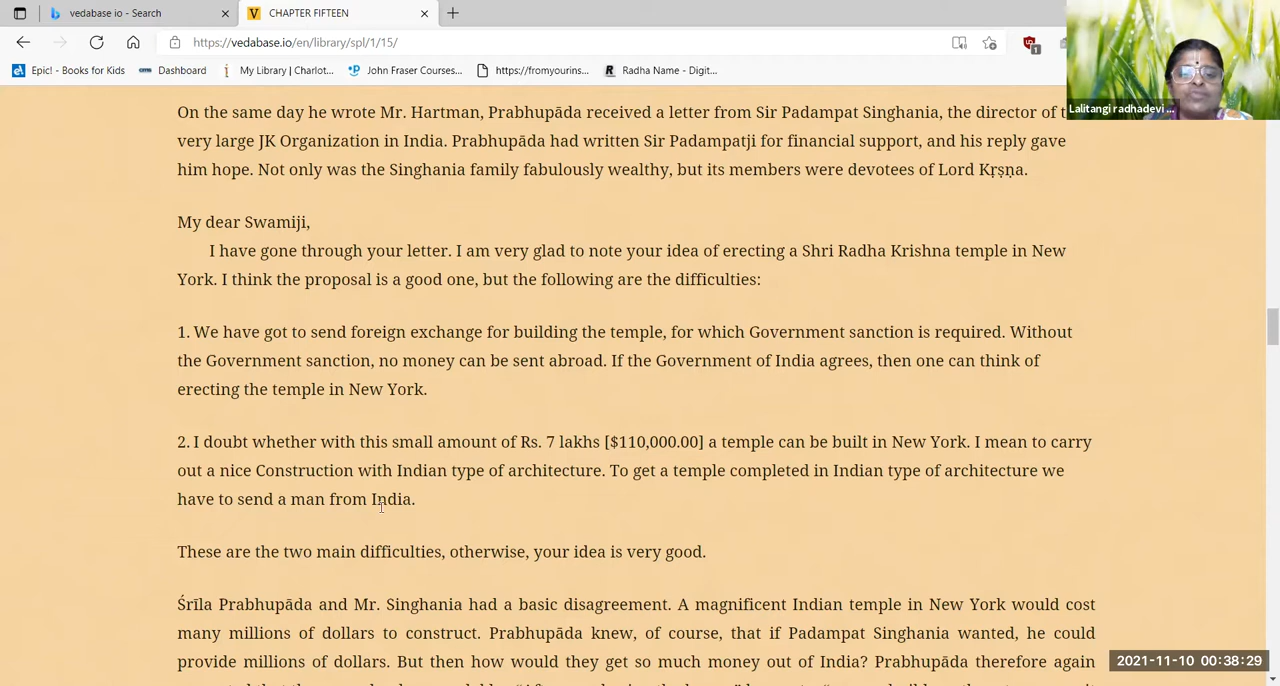 vedabase io - Search
CHAPTER FIFTEEN
https://vedabase.io/en/library/spl/1/15/
Epic! - Books for Kids
Dashboard
My Library | Charlot...
John Fraser Courses...
https://fromyourins...
Radha Name - Digit...
Lalitangi radhadevi ...
On the same day he wrote Mr. Hartman, Prabhupāda received a letter from Sir Padampat Singhania, the director of
very large JK Organization in India. Prabhupāda had written Sir Padampatji for financial support, and his reply gave
him hope. Not only was the Singhania family fabulously wealthy, but its members were devotees of Lord Kṛṣṇa.
My dear Swamiji,
I have gone through your letter. I am very glad to note your idea of erecting a Shri Radha Krishna temple in New
York. I think the proposal is a good one, but the following are the difficulties:
1. We have got to send foreign exchange for building the temple, for which Government sanction is required. Without
the Government sanction, no money can be sent abroad. If the Government of India agrees, then one can think of
erecting the temple in New York.
2. I doubt whether with this small amount of Rs. 7 lakhs [$110,000.00] a temple can be built in New York. I mean to carry
out a nice Construction with Indian type of architecture. To get a temple completed in Indian type of architecture we
have to send a man from India.
These are the two main difficulties, otherwise, your idea is very good.
Śrīla Prabhupāda and Mr. Singhania had a basic disagreement. A magnificent Indian temple in New York would cost
many millions of dollars to construct. Prabhupāda knew, of course, that if Padampat Singhania wanted, he could
provide millions of dollars. But then how would they get so much money out of India? Prabhupāda therefore again
2021-11-10 00:38:29